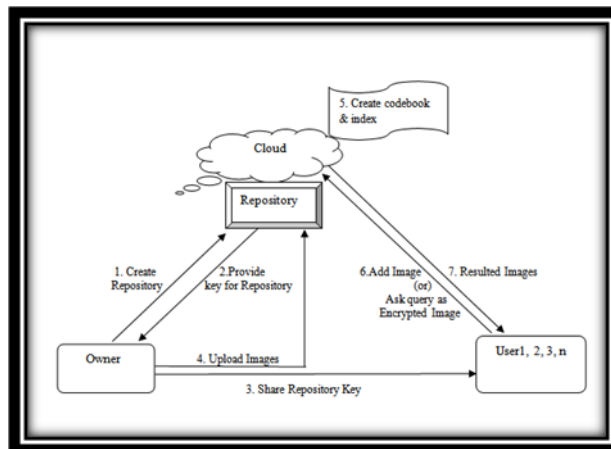 5. Create codebook
& index
Cloud
Repository
1. Create
Repository
2.Provide
key for Repository
6.Add Image
(or)
Ask query as
Encrypted Image
7. Resulted Images
Owner
4. Upload Images
User1, 2, 3, n
3. Share Repository Key